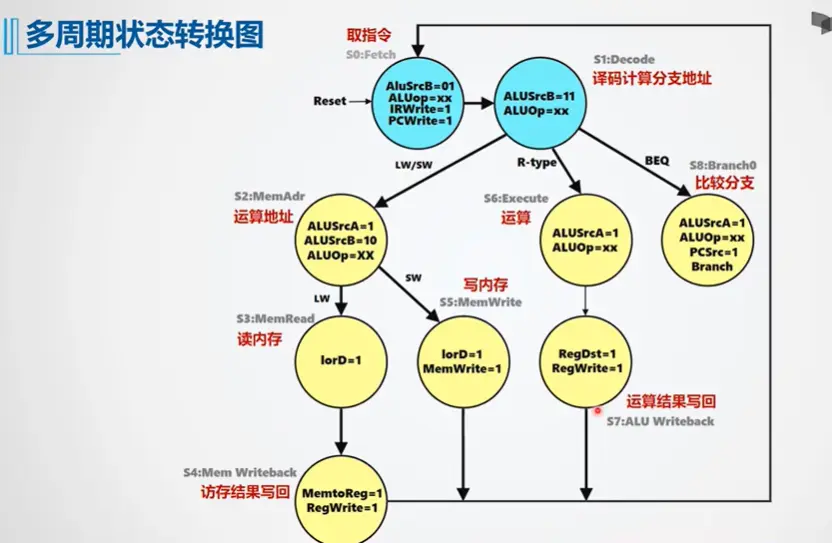 多周期状态转换图
取指令
S0:Fetch
AluSrcB=01
ALUop=xx
IRWrite=1
PCWrite=1
Reset
S1:Decode
译码计算分支地址
ALUSrcB=11
ALUOp=xx
LW/SW
R-type
BEQ
S2:MemAdr
运算地址
ALUSrcA=1
ALUSrcB=10
ALUOp=XX
S6:Execute
运算
ALUSrcA=1
ALUOp=xx
S8:Branch0
比较分支
ALUSrcA=1
ALUOp=xx
PCSrc=1
Branch
LW
SW
S3:MemRead
读内存
IorD=1
写内存
S5:MemWrite
IorD=1
MemWrite=1
RegDst=1
RegWrite=1
运算结果写回
S7:ALU Writeback
S4:Mem Writeback
访存结果写回
MemtoReg=1
RegWrite=1